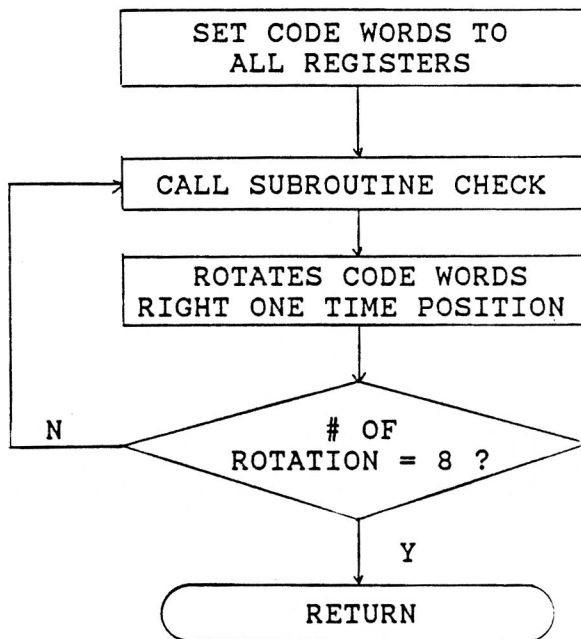 SET CODE WORDS TO
ALL REGISTERS
CALL SUBROUTINE CHECK
ROTATES CODE WORDS
RIGHT ONE TIME POSITION
N
# OF
ROTATION = 8 ?
Y
RETURN